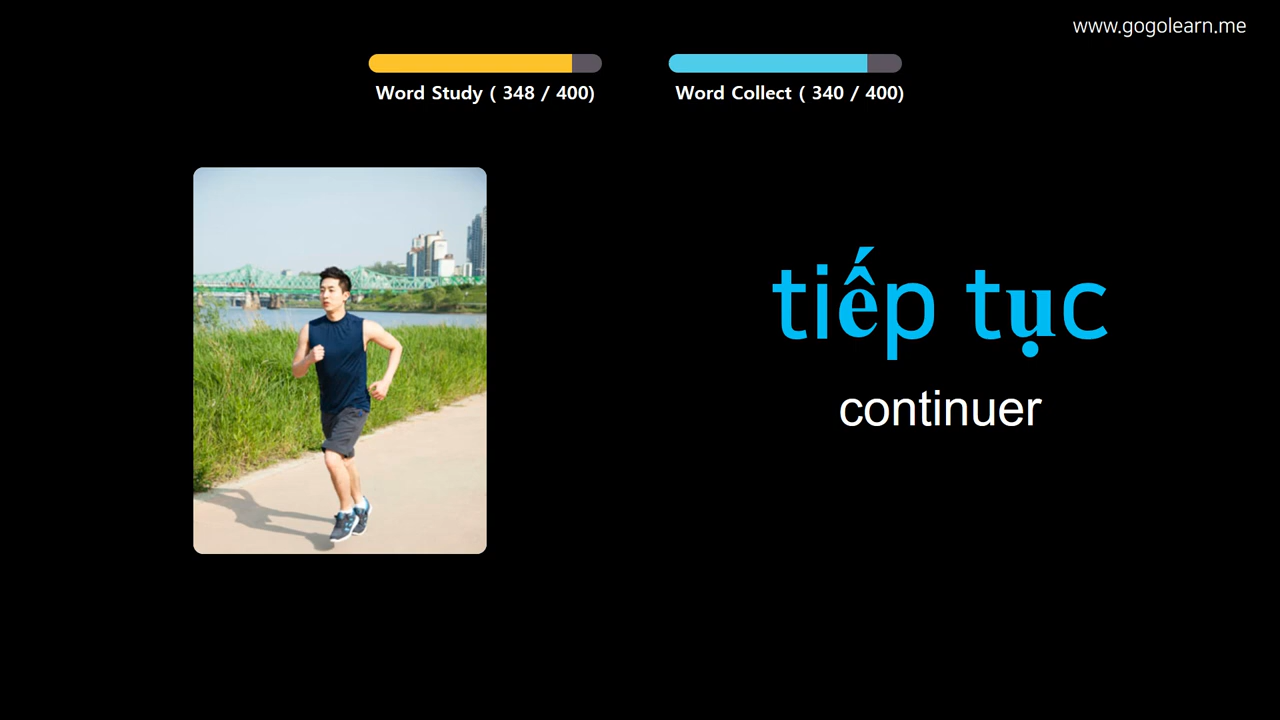 www.gogolearn.me
Word Study ( 348 / 400)
Word Collect ( 340 / 400)
tiếp tục
continuer